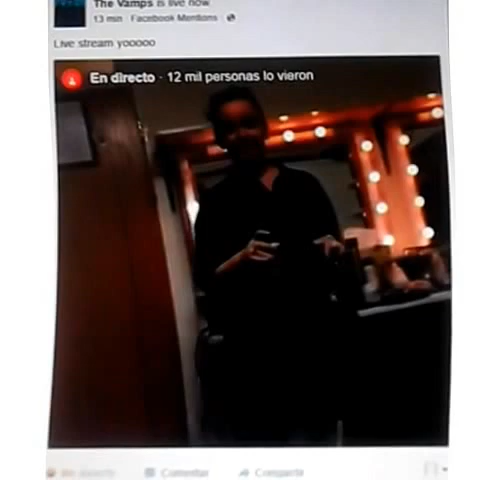 The Vamps is live now.
13 min · Facebook Mentions ·
Live stream yooooo
En directo · 12 mil personas lo vieron
Comentar
Compartir